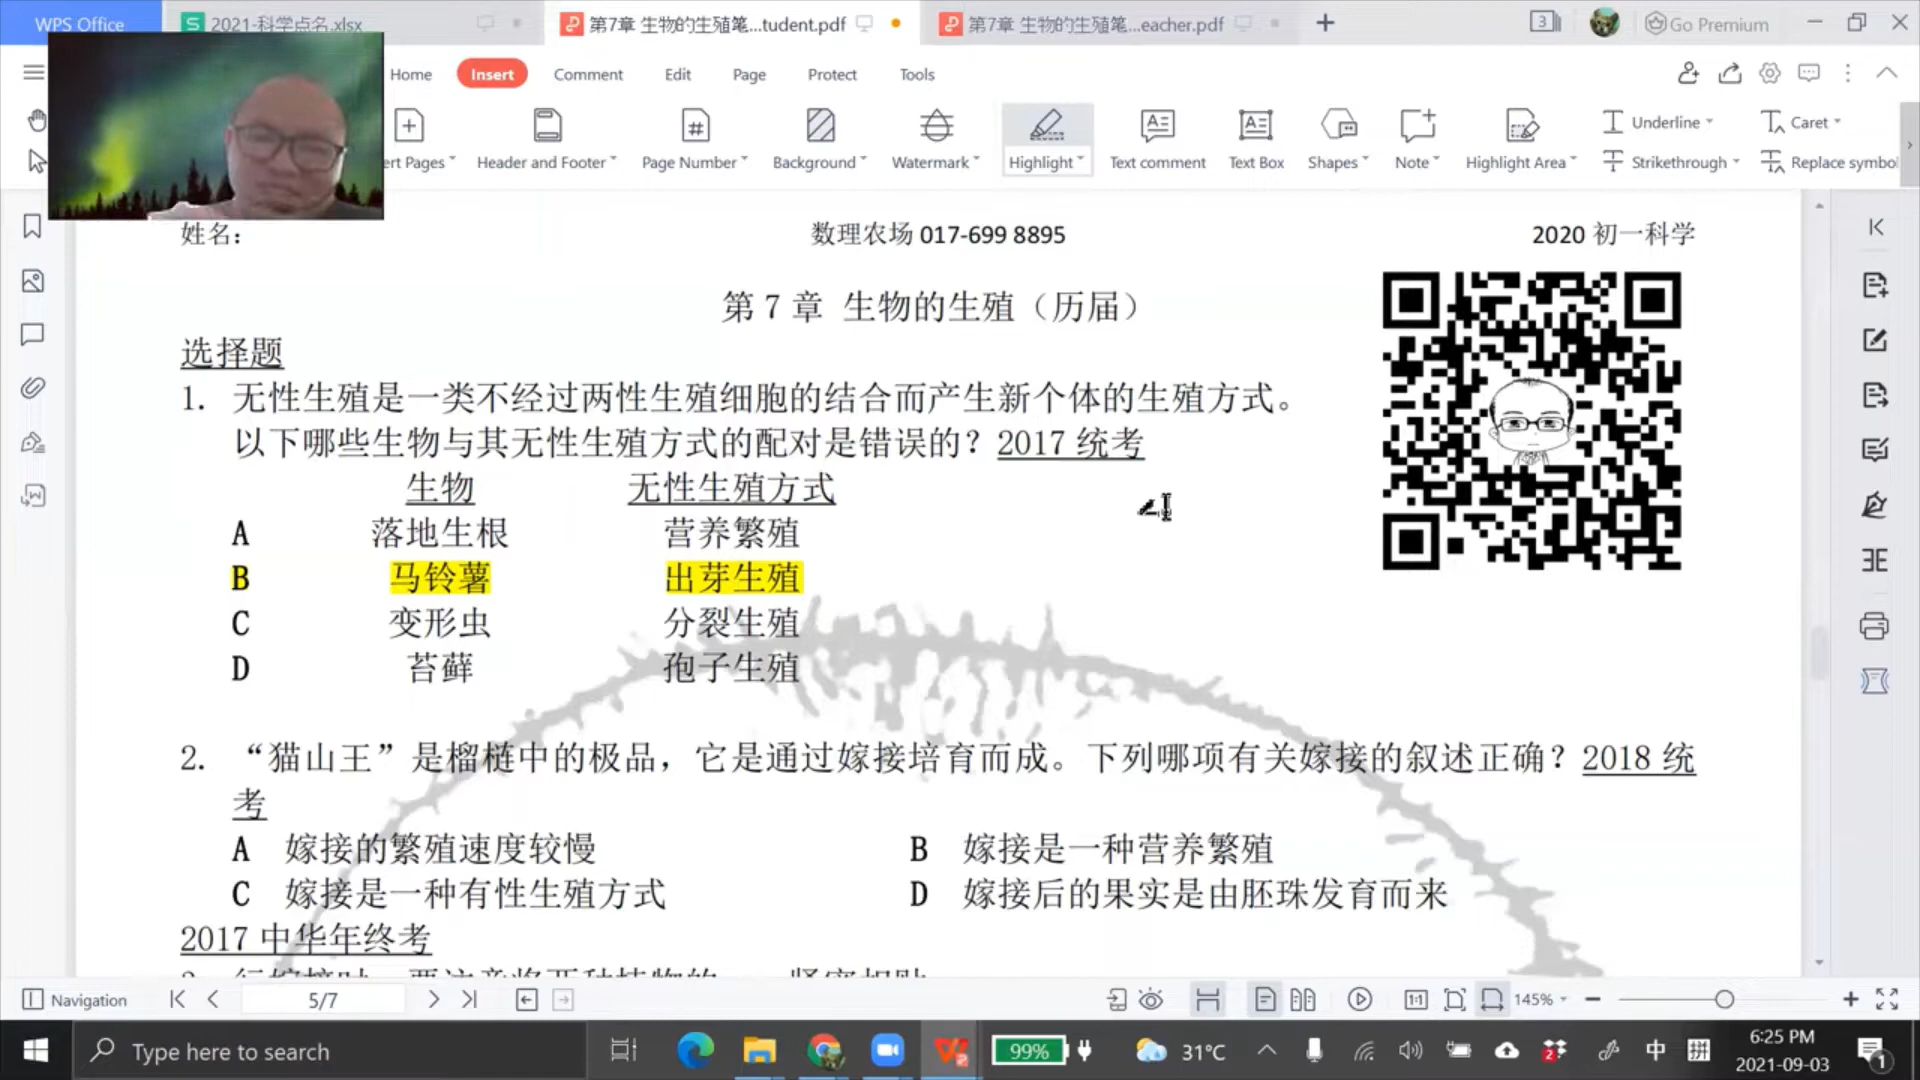 WPS Office
2021-科学点名.xlsx
第7章 生物的生殖笔...tudent.pdf
第7章 生物的生殖笔...eacher.pdf
3
Go Premium
Home
Insert
Comment
Edit
Page
Protect
Tools
ert Pages
Header and Footer
Page Number
Background
Watermark
Highlight
Text comment
Text Box
Shapes
Note
Highlight Area
Underline
Strikethrough
Caret
Replace symbol
姓名：
数理农场 017-699 8895
2020 初一科学
第 7 章 生物的生殖（历届）
选择题
1. 无性生殖是一类不经过两性生殖细胞的结合而产生新个体的生殖方式。
以下哪些生物与其无性生殖方式的配对是错误的？2017 统考
生物 无性生殖方式
A 落地生根 营养繁殖
B 马铃薯 出芽生殖
C 变形虫 分裂生殖
D 苔藓 孢子生殖
2. “猫山王”是榴梿中的极品，它是通过嫁接培育而成。下列哪项有关嫁接的叙述正确？2018 统
考
A 嫁接的繁殖速度较慢 B 嫁接是一种营养繁殖
C 嫁接是一种有性生殖方式 D 嫁接后的果实是由胚珠发育而来
2017 中华年终考
Navigation
5/7
1:1
145%
Type here to search
99%
31°C
2
中
拼
6:25 PM
2021-09-03
1